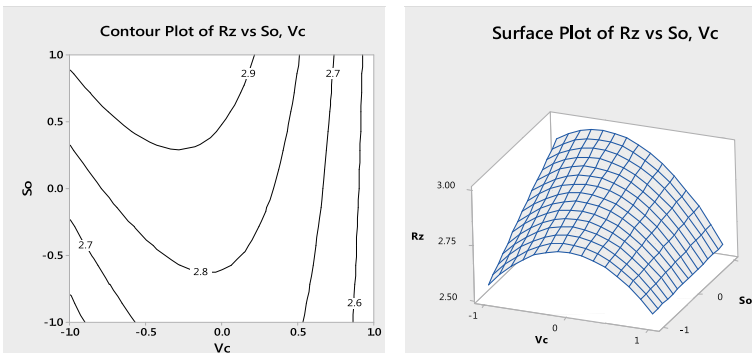 Contour Plot of Rz vs So, Vc
1.0
0.5
0.0
-0.5
-1.0
So
2.9
2.7
2.7
2.8
2.6
-1.0 -0.5 0.0 0.5 1.0
Vc
Surface Plot of Rz vs So, Vc
3.00
Rz
2.75
2.50
-1
0
1
Vc
-1
0
So